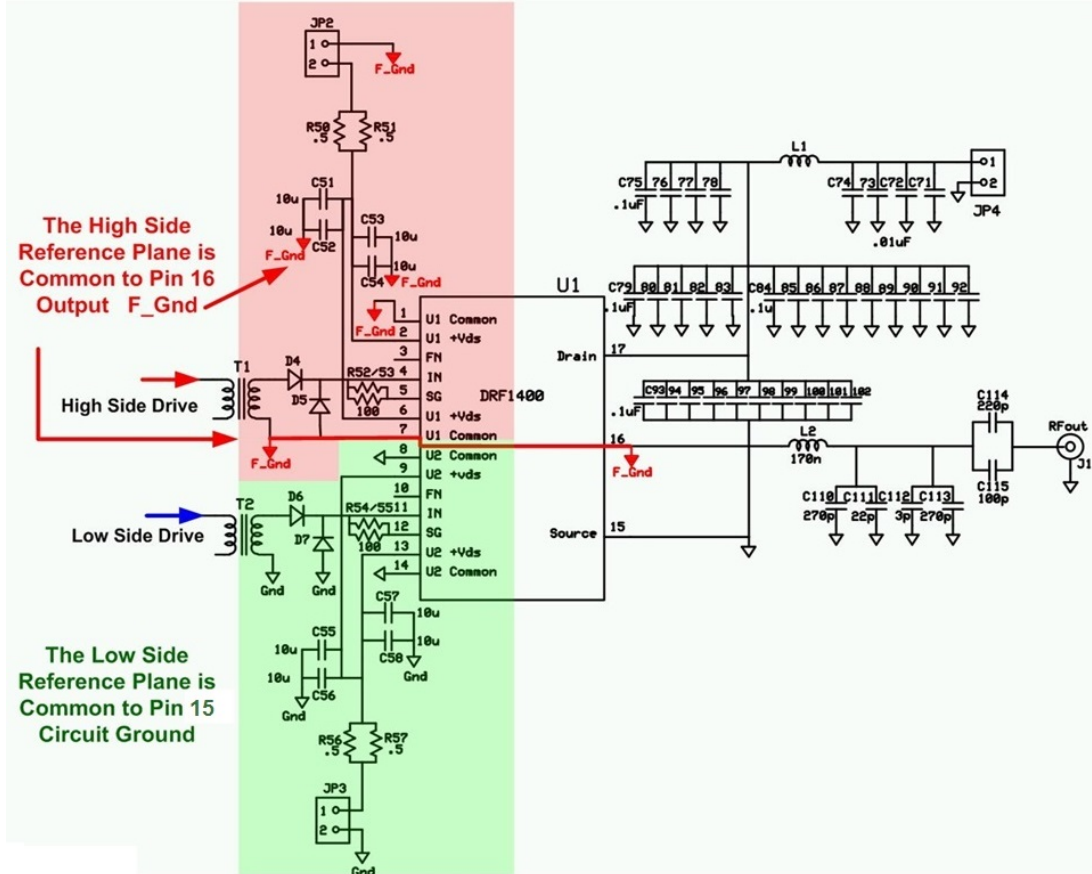 JP2
1
2
F_Gnd
R50
.5
R51
.5
C51
10u
10u
C52
F_Gnd
C53
10u
10u
C54
F_Gnd
The High Side
Reference Plane is
Common to Pin 16
Output F_Gnd
F_Gnd
U1
DRF1400
1 U1 Common
2 U1 +Vds
3 FN
4 IN
5 SG
6 U1 +Vds
7 U1 Common
8 U2 Common
9 U2 +vds
10 FN
11 IN
12 SG
13 U2 +Vds
14 U2 Common
Drain 17
16
Source 15
T1
D4
D5
R52/53
100
High Side Drive
F_Gnd
T2
D6
D7
R54/55
100
Low Side Drive
Gnd
Gnd
C57
10u
10u
C58
Gnd
C55
10u
10u
C56
Gnd
The Low Side
Reference Plane is
Common to Pin 15
Circuit Ground
R56
.5
R57
.5
JP3
1
2
Gnd
L1
C75 76 77 78
.1uF
C74 73 C72 C71
.01uF
1
2
JP4
C79 80 81 82 83
.1uF
C84 85 86 87 88 89 90 91 92
.1u
C93 94 95 96 97 98 99 100 101 102
.1uF
F_Gnd
L2
170n
C114
220p
C115
100p
RFout
J1
C110 C111 C112 C113
270p 22p 3p 270p